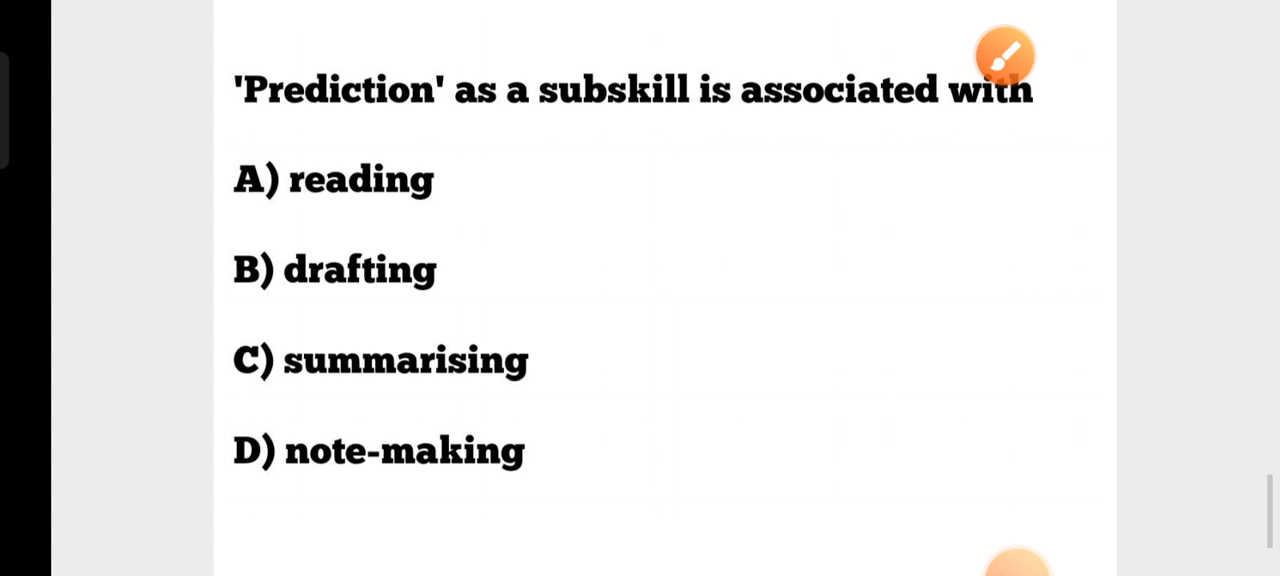 'Prediction' as a subskill is associated with
A) reading
B) drafting
C) summarising
D) note-making